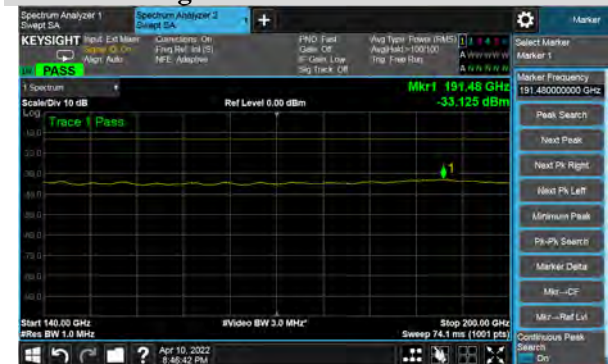 Spectrum Analyzer 1
Swept SA
Spectrum Analyzer 2
Swept SA
1
+
Marker
KEYSIGHT
Input: Ext Mixer
Signal ID: On
Align: Auto
Corrections: On
Freq Ref: Int (S)
NFE: Adaptive
PNO: Fast
Gate: Off
IF Gain: Low
Sig Track: Off
Avg Type: Power (RMS)
Avg|Hold:>100/100
Trig: Free Run
Select Marker
Marker 1
PASS
1 Spectrum
Mkr1 191.48 GHz
Scale/Div 10 dB
Ref Level 0.00 dBm
-33.125 dBm
Marker Frequency
191.480000000 GHz
Log
Trace 1 Pass
1
Peak Search
Next Peak
Next Pk Right
Next Pk Left
Minimum Peak
Pk-Pk Search
Marker Delta
Mkr→CF
Mkr→Ref Lvl
Continuous Peak
Search
On
Start 140.00 GHz
#Video BW 3.0 MHz*
Stop 200.00 GHz
#Res BW 1.0 MHz
Sweep 74.1 ms (1001 pts)
?
Apr 10, 2022
8:46:42 PM